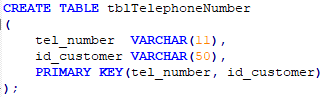 CREATE TABLE tblTelephoneNumber
(
tel_number VARCHAR(11),
id_customer VARCHAR(50),
PRIMARY KEY(tel_number, id_customer)
);